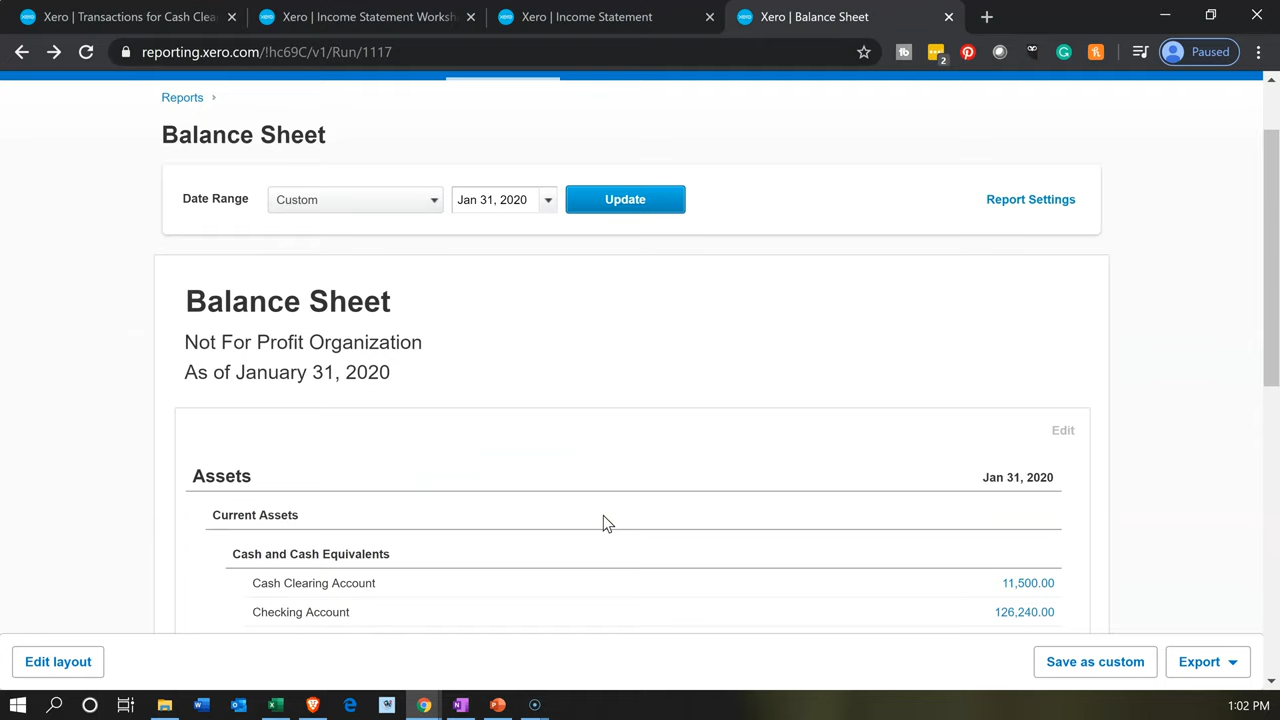 Xero | Transactions for Cash Clea
Xero | Income Statement Worksh
Xero | Income Statement
Xero | Balance Sheet
reporting.xero.com/!hc69C/v1/Run/1117
2
Paused
Reports
Balance Sheet
Date Range
Custom
Jan 31, 2020
Update
Report Settings
Balance Sheet
Not For Profit Organization
As of January 31, 2020
Edit
Assets
Jan 31, 2020
Current Assets
Cash and Cash Equivalents
Cash Clearing Account 11,500.00
Checking Account 126,240.00
Edit layout
Save as custom
Export
1:02 PM